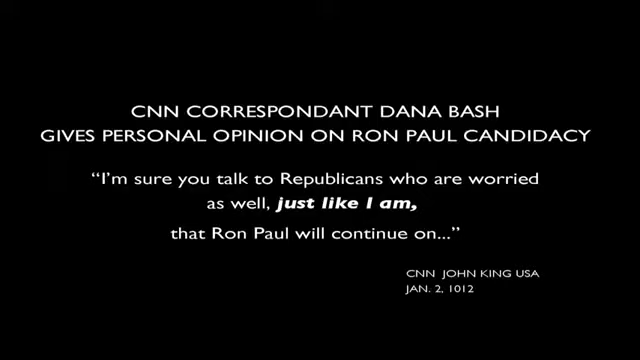 CNN CORRESPONDANT DANA BASH
GIVES PERSONAL OPINION ON RON PAUL CANDIDACY
“I'm sure you talk to Republicans who are worried
as well, just like I am,
that Ron Paul will continue on...”
CNN JOHN KING USA
JAN. 2, 1012